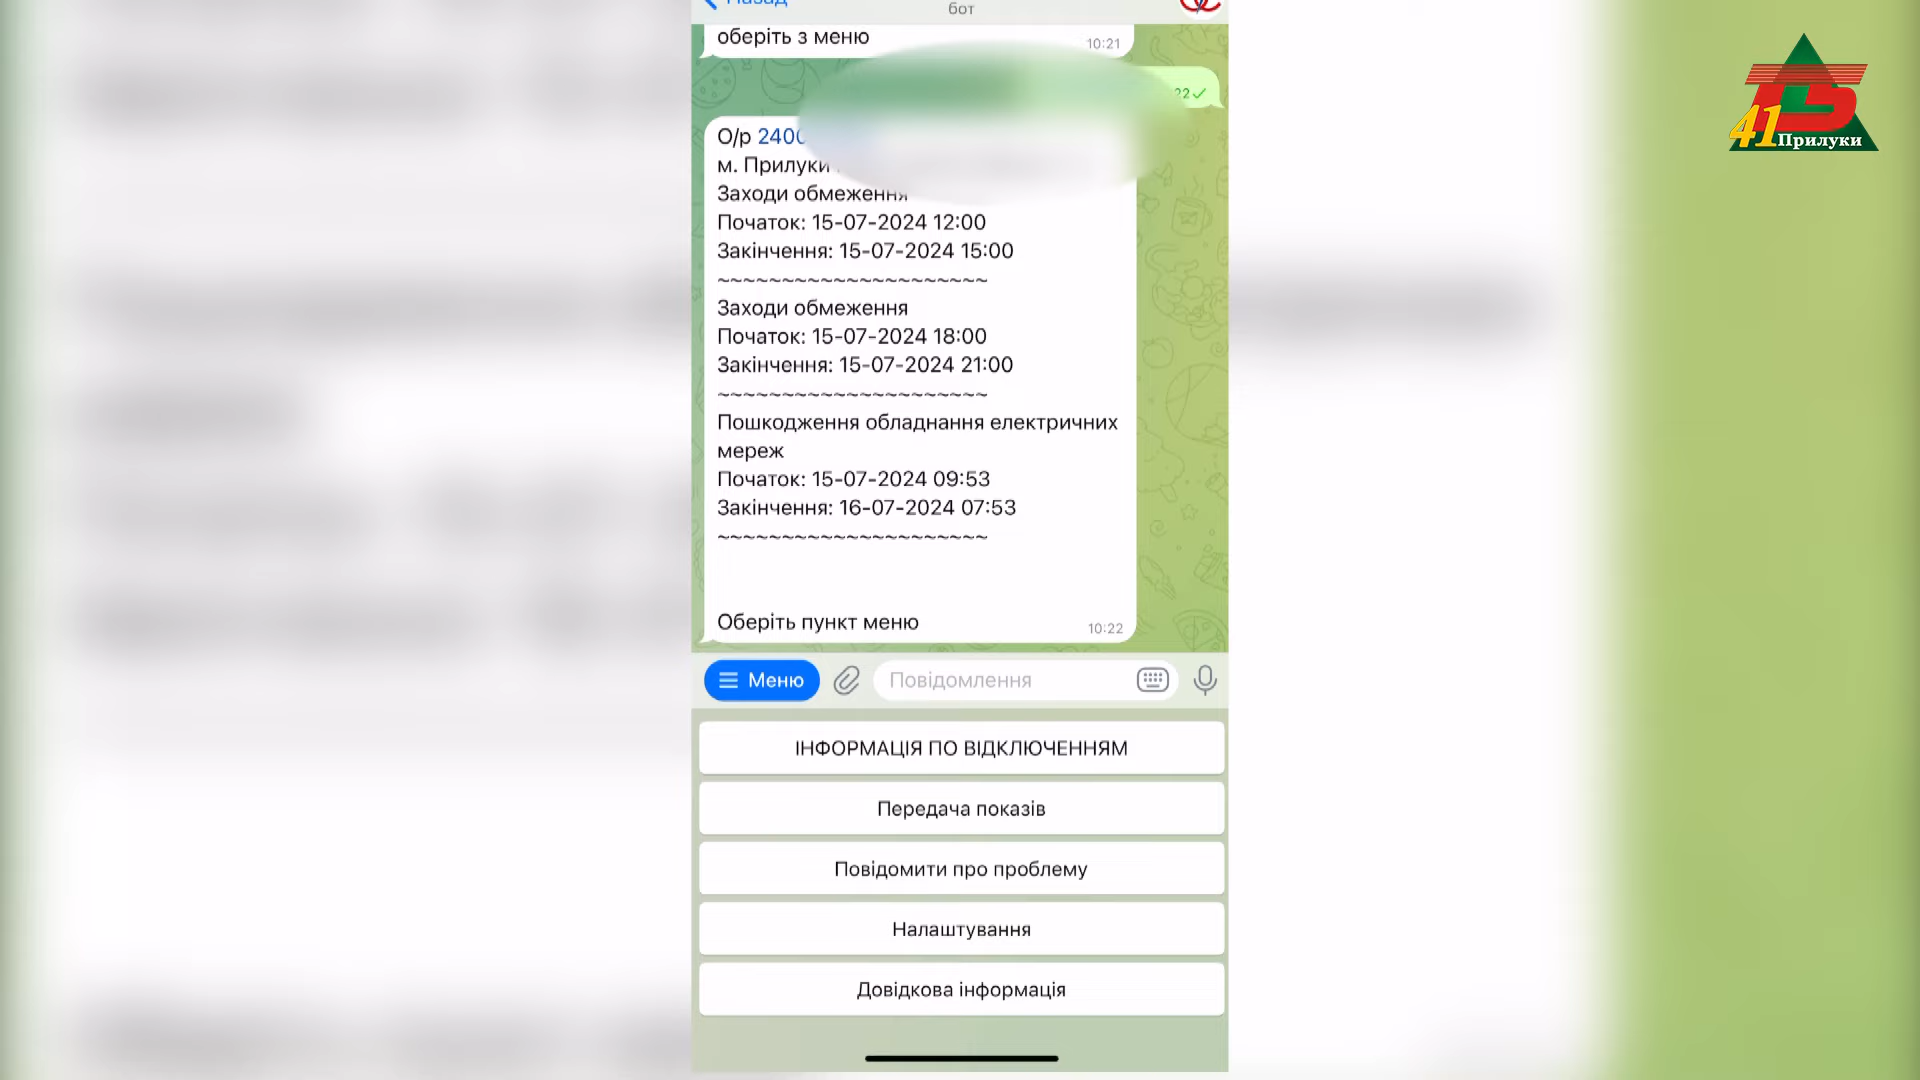 Назад
бот
оберіть з меню
10:21
22
О/р 2400
м. Прилуки
Заходи обмеження
Початок: 15-07-2024 12:00
Закінчення: 15-07-2024 15:00
~~~~~~~~~~~~~~~~~~~~~
Заходи обмеження
Початок: 15-07-2024 18:00
Закінчення: 15-07-2024 21:00
~~~~~~~~~~~~~~~~~~~~~
Пошкодження обладнання електричних
мереж
Початок: 15-07-2024 09:53
Закінчення: 16-07-2024 07:53
~~~~~~~~~~~~~~~~~~~~~
Оберіть пункт меню
10:22
Меню
Повідомлення
ІНФОРМАЦІЯ ПО ВІДКЛЮЧЕННЯМ
Передача показів
Повідомити про проблему
Налаштування
Довідкова інформація
ТБ
41
Прилуки